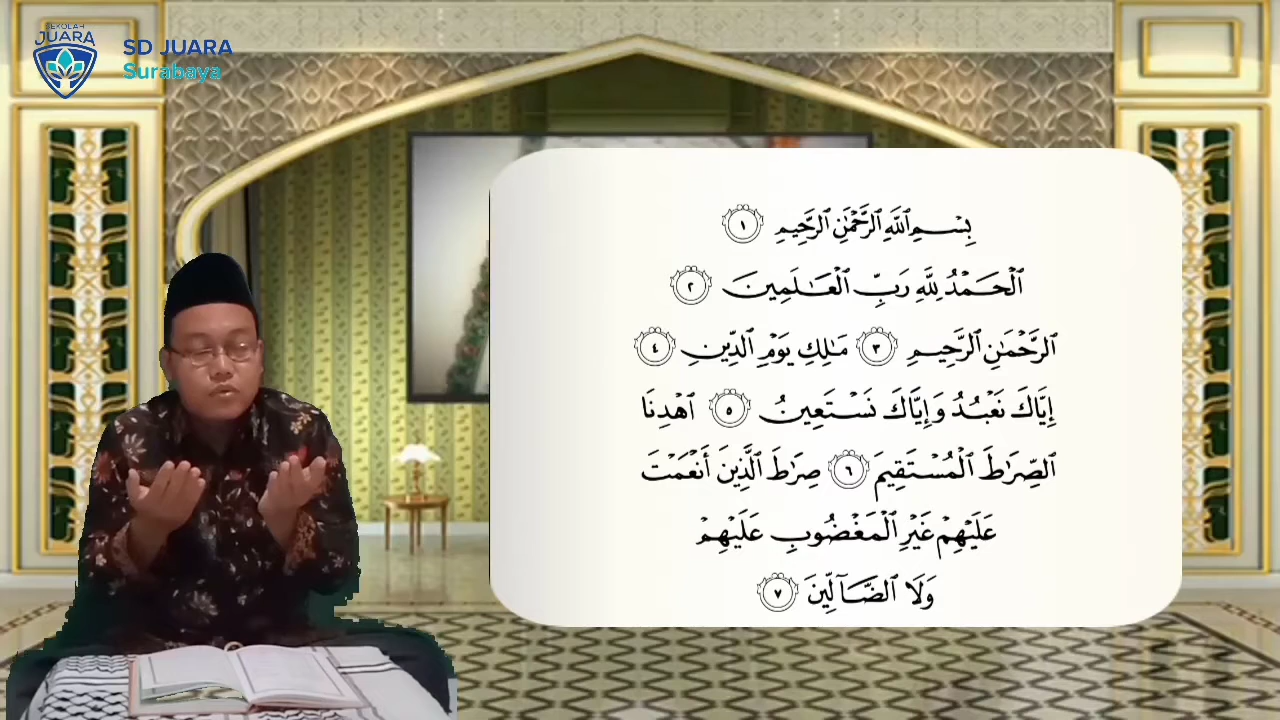 SEKOLAH
JUARA
SD JUARA
Surabaya
بِسْمِ ٱللَّهِ ٱلرَّحْمَٰنِ ٱلرَّحِيمِ ١
ٱلْحَمْدُ لِلَّهِ رَبِّ ٱلْعَٰلَمِينَ ٢
ٱلرَّحْمَٰنِ ٱلرَّحِيمِ ٣ مَٰلِكِ يَوْمِ ٱلدِّينِ ٤
إِيَّاكَ نَعْبُدُ وَإِيَّاكَ نَسْتَعِينُ ٥ ٱهْدِنَا
ٱلصِّرَٰطَ ٱلْمُسْتَقِيمَ ٦ صِرَٰطَ ٱلَّذِينَ أَنْعَمْتَ
عَلَيْهِمْ غَيْرِ ٱلْمَغْضُوبِ عَلَيْهِمْ
وَلَا ٱلضَّآلِّينَ ٧